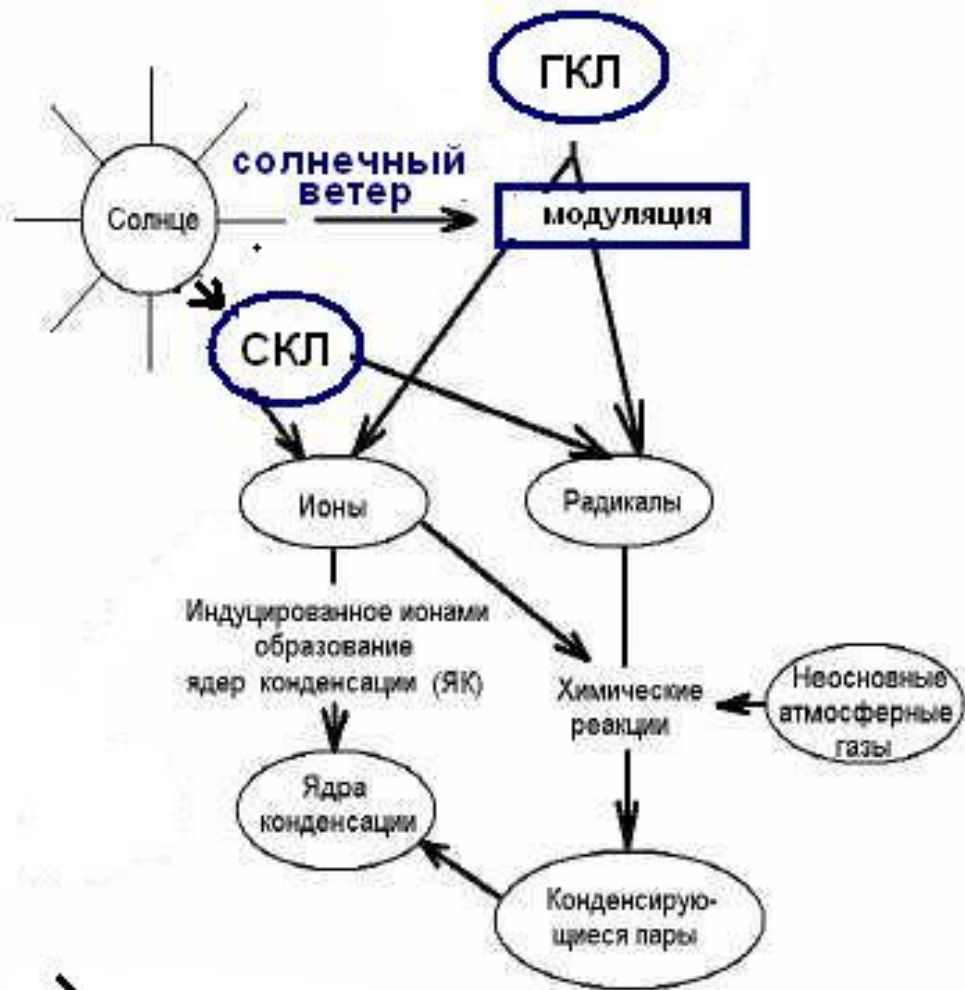 ГКЛ
солнечный
ветер
Солнце
модуляция
СКЛ
Ионы
Радикалы
Индуцированное ионами
образование
ядер конденсации (ЯК)
Химические
реакции
Неосновные
атмосферные
газы
Ядра
конденсации
Конденсирую-
щиеся пары